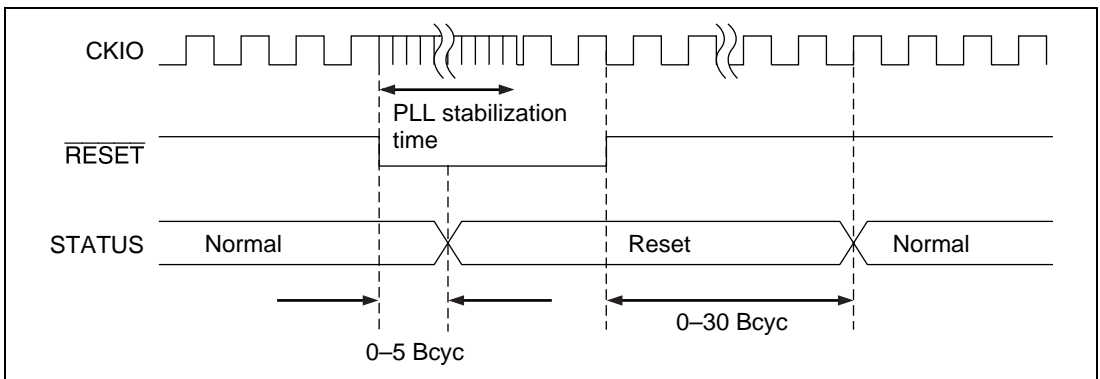 CKIO
PLL stabilization
time
RESET
STATUS
Normal
Reset
Normal
0–30 Bcyc
0–5 Bcyc